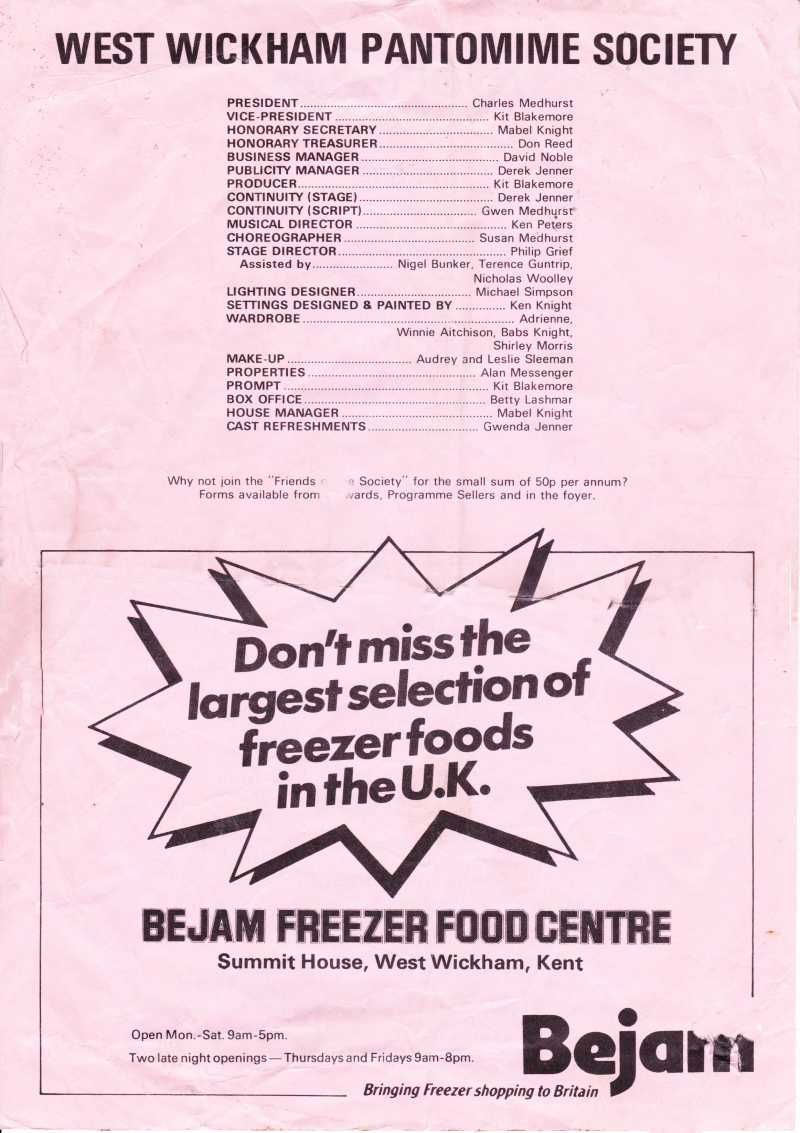 WEST WICKHAM PANTOMIME SOCIETY
PRESIDENT.................................................. Charles Medhurst
VICE-PRESIDENT .............................................. Kit Blakemore
HONORARY SECRETARY.................................. Mabel Knight
HONORARY TREASURER........................................ Don Reed
BUSINESS MANAGER......................................... David Noble
PUBLICITY MANAGER........................................ Derek Jenner
PRODUCER......................................................... Kit Blakemore
CONTINUITY (STAGE)........................................ Derek Jenner
CONTINUITY (SCRIPT).................................. Gwen Medhurst
MUSICAL DIRECTOR ............................................. Ken Peters
CHOREOGRAPHER ....................................... Susan Medhurst
STAGE DIRECTOR.................................................. Philip Grief
Assisted by........................ Nigel Bunker, Terence Guntrip,
Nicholas Woolley
LIGHTING DESIGNER.................................. Michael Simpson
SETTINGS DESIGNED & PAINTED BY ............... Ken Knight
WARDROBE ............................................................... Adrienne,
Winnie Aitchison, Babs Knight,
Shirley Morris
MAKE-UP ..................................... Audrey and Leslie Sleeman
PROPERTIES .................................................. Alan Messenger
PROMPT ............................................................. Kit Blakemore
BOX OFFICE...................................................... Betty Lashmar
HOUSE MANAGER ............................................. Mabel Knight
CAST REFRESHMENTS................................. Gwenda Jenner
Why not join the "Friends Society" for the small sum of 50p per annum?
Forms available from Programme Sellers and in the foyer.
Don't miss the
largest selection of
freezer foods
in the U.K.
BEJAM FREEZER FOOD CENTRE
Summit House, West Wickham, Kent
Open Mon.-Sat. 9am-5pm.
Two late night openings — Thursdays and Fridays 9am-8pm.
Bejam
Bringing Freezer shopping to Britain